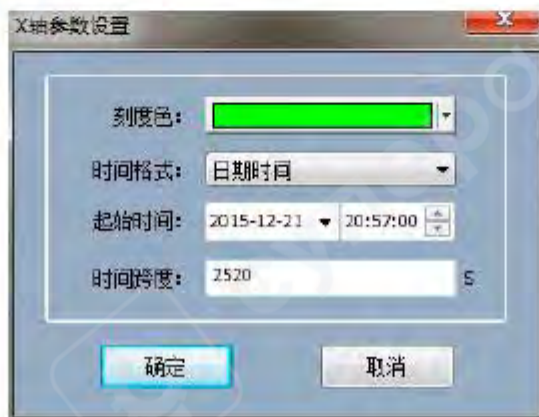 X轴参数设置
刻度色：
时间格式： 日期时间
起始时间： 2015-12-21 20:57:00
时间跨度： 2520 S
确定 取消